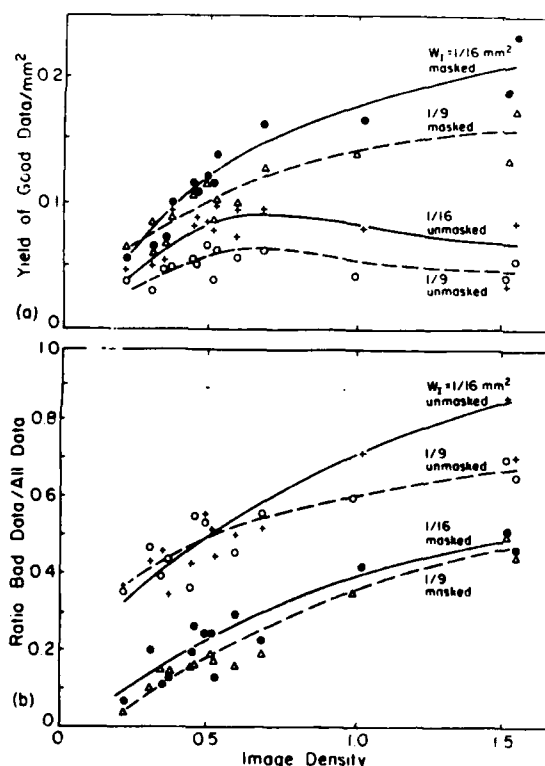 Yield of Good Data/mm²
0.2
0.1
0
(a)
W_I = 1/16 mm²
masked
1/9
masked
1/16
unmasked
1/9
unmasked
Ratio Bad Data/All Data
1.0
0.8
0.6
0.4
0.2
0
(b)
W_I = 1/16 mm²
unmasked
1/9
unmasked
1/16
masked
1/9
masked
0
0.5
1.0
1.5
Image Density